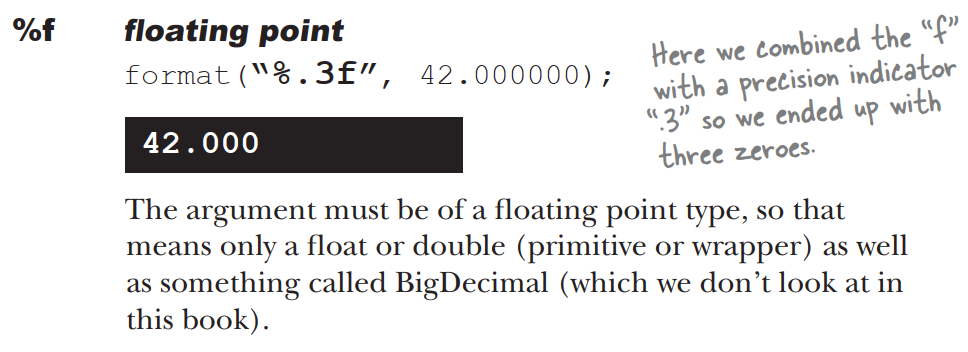 %f floating point
format("%.3f", 42.000000);
42.000
Here we combined the "f"
with a precision indicator
".3" so we ended up with
three zeroes.
The argument must be of a floating point type, so that
means only a float or double (primitive or wrapper) as well
as something called BigDecimal (which we don't look at in
this book).